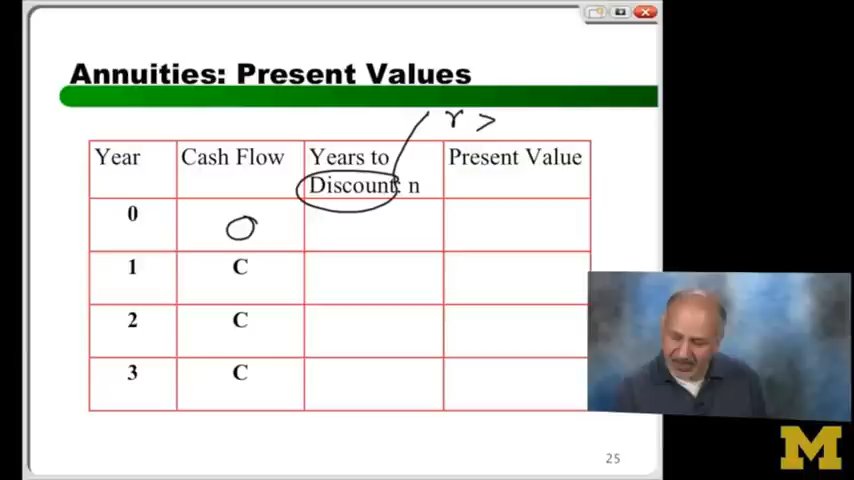 Annuities: Present Values
r >
Year Cash Flow Years to Discount: n Present Value
0 0
1 C
2 C
3 C
25
M